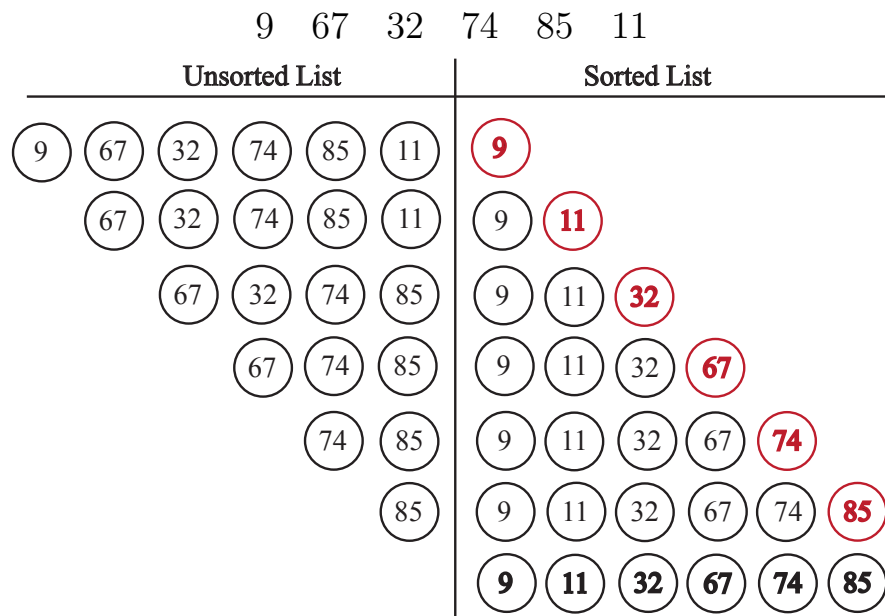 9 67 32 74 85 11
Unsorted List Sorted List
9 67 32 74 85 11 9
67 32 74 85 11 9 11
67 32 74 85 9 11 32
67 74 85 9 11 32 67
74 85 9 11 32 67 74
85 9 11 32 67 74 85
9 11 32 67 74 85